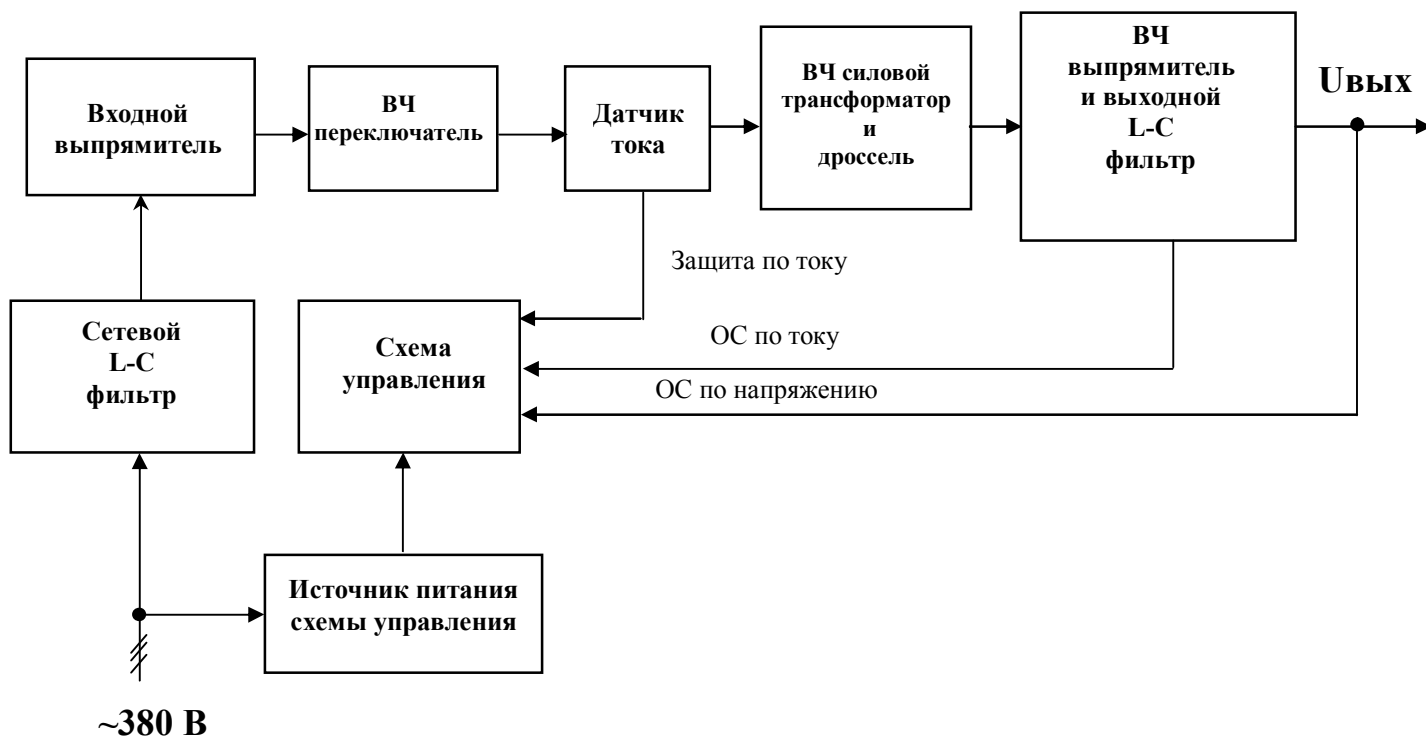 Входной
выпрямитель
ВЧ
переключатель
Датчик
тока
ВЧ силовой
трансформатор
и
дроссель
ВЧ
выпрямитель
и выходной
L-C
фильтр
Uвых
Защита по току
Сетевой
L-C
фильтр
Схема
управления
ОС по току
ОС по напряжению
Источник питания
схемы управления
~380 В